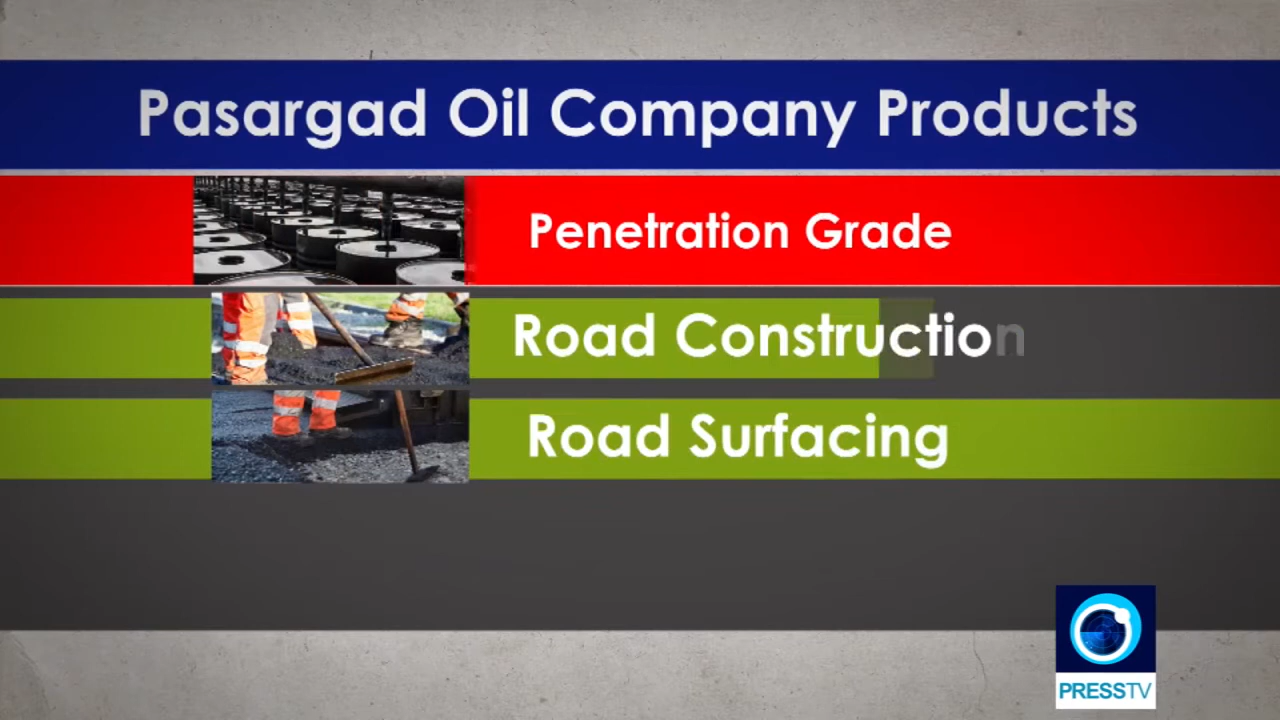 Pasargad Oil Company Products
Penetration Grade
Road Construction
Road Surfacing
PRESSTV